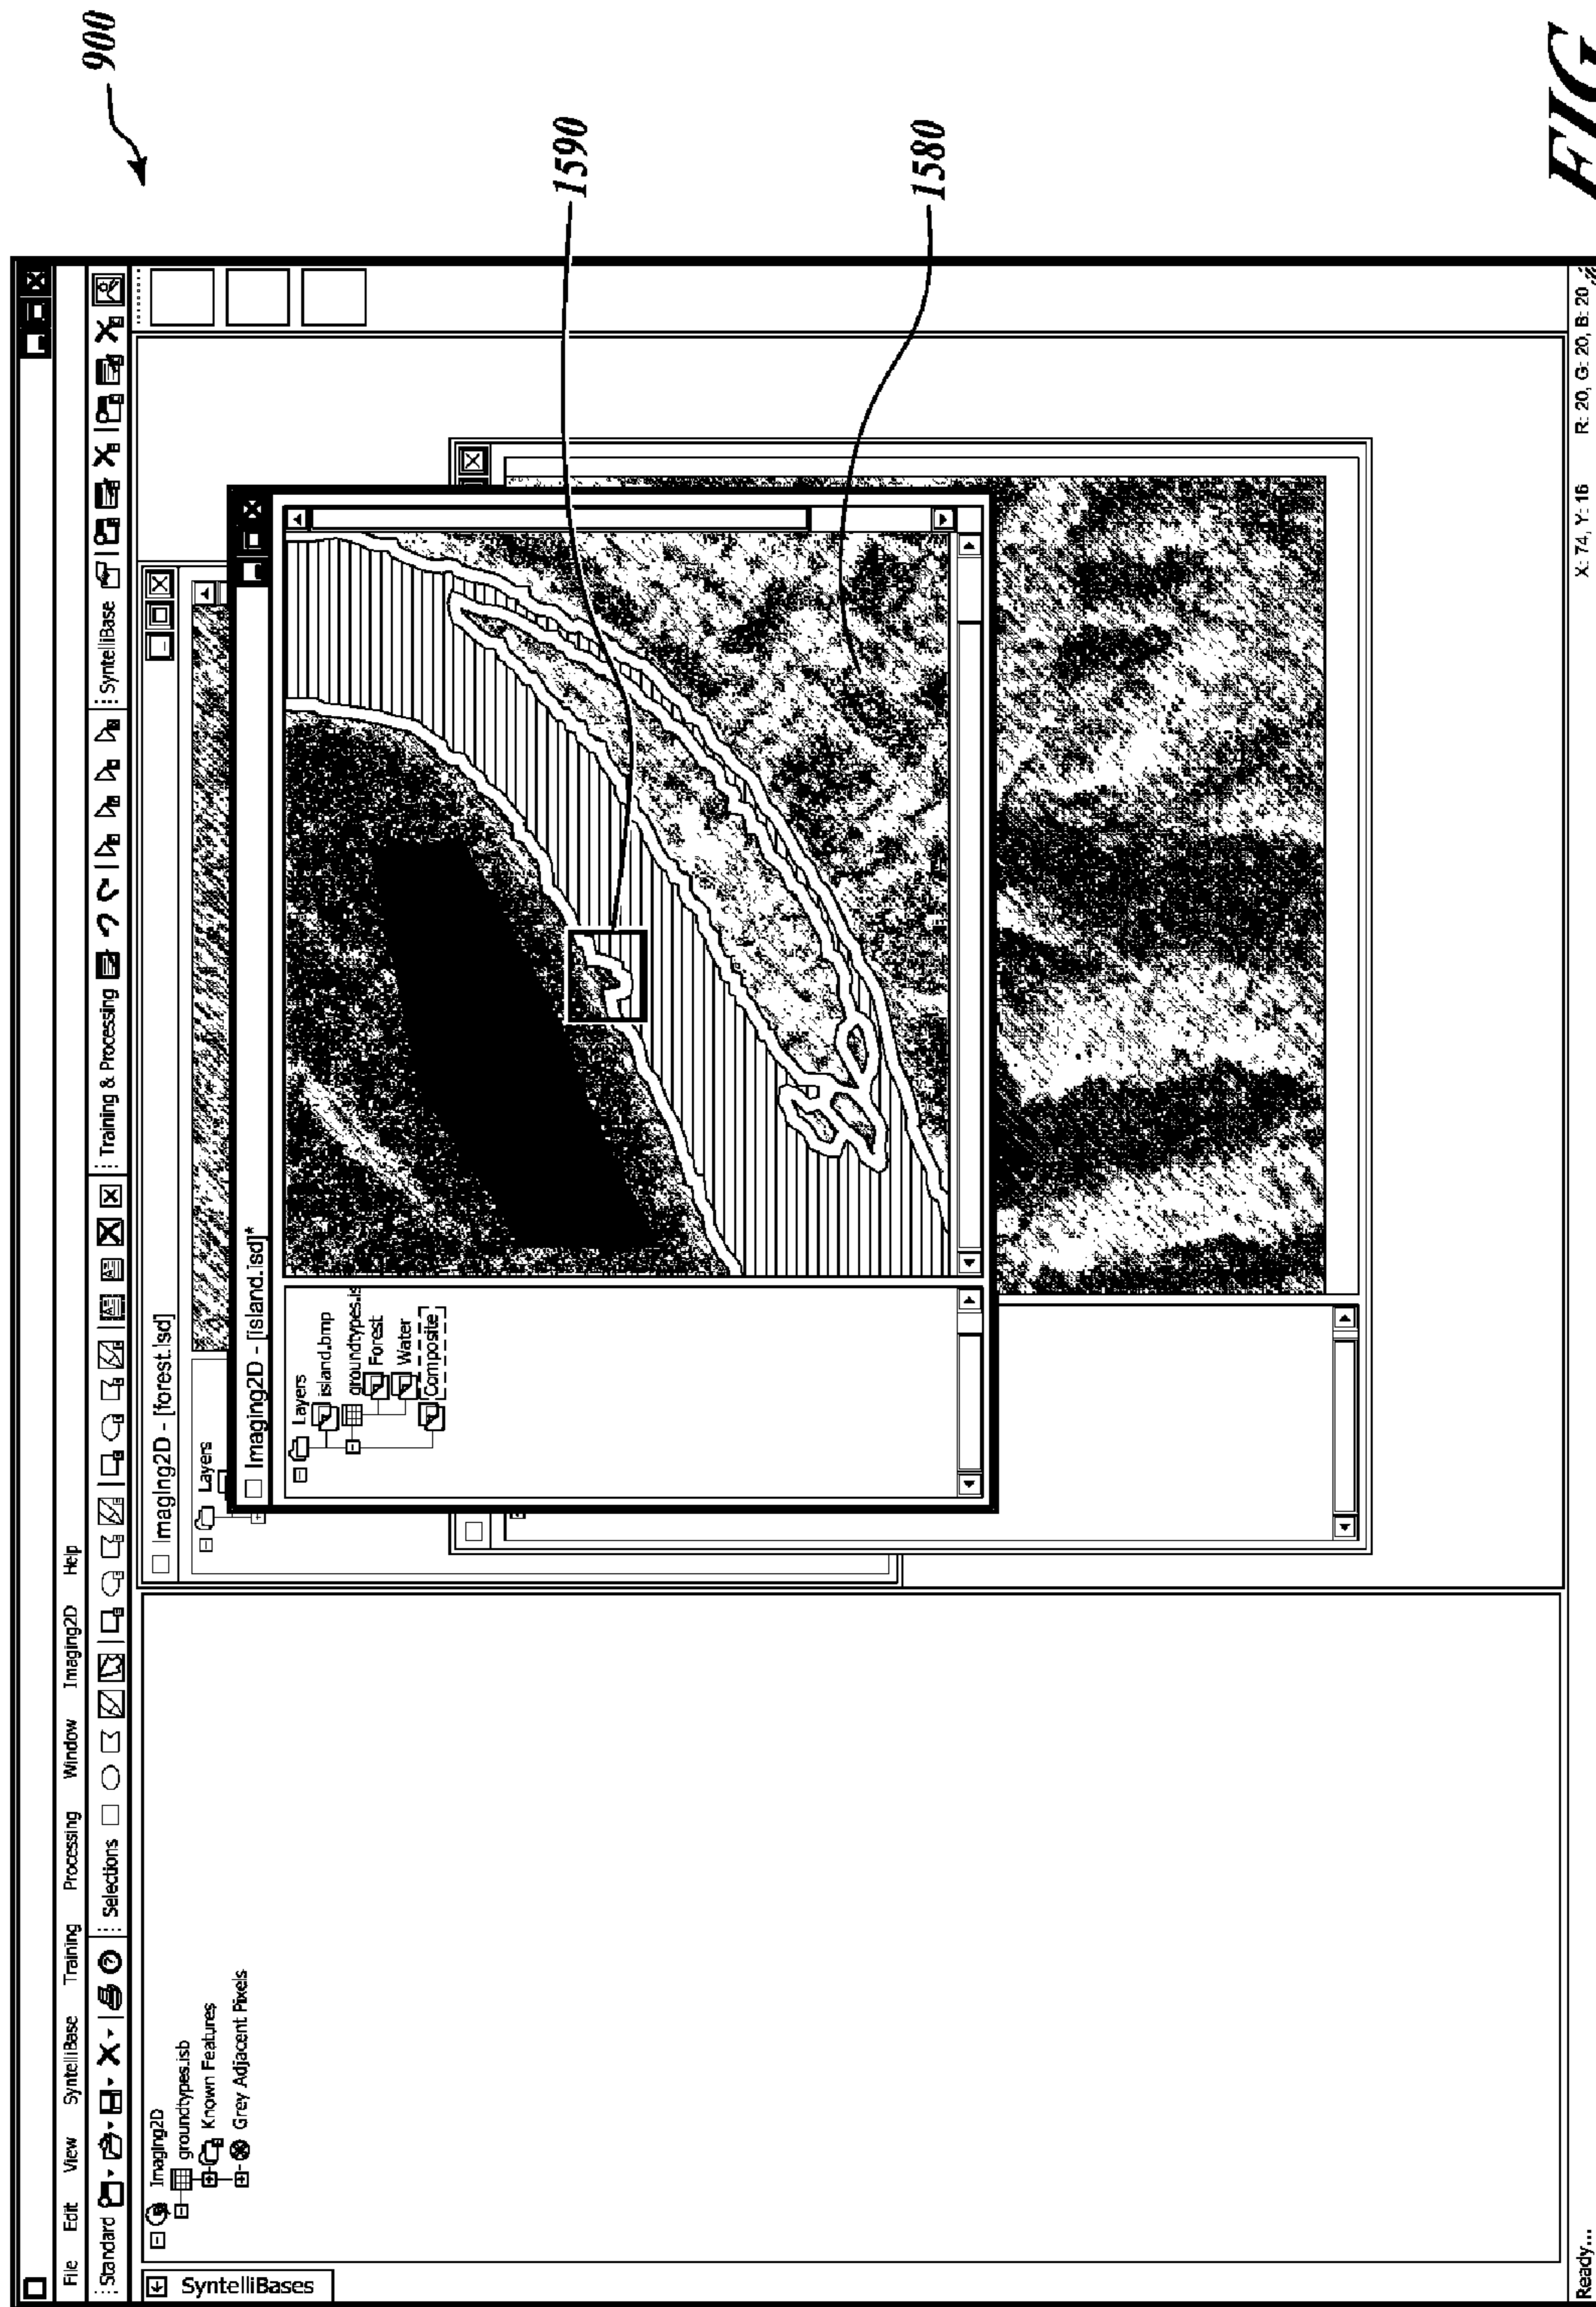 900
File Edit View SyntelliBase Training Processing Window Imaging2D Help
Standard Selections Training & Processing SyntelliBase
SyntelliBases
Imaging2D
groundtypes.isb
Known Features
Grey Adjacent Pixels
Imaging2D - [forest.isd]
Layers
Imaging2D - [island.isd]*
Layers
island.bmp
groundtypes.is
Forest
Water
Composite
1590
1580
Ready...
X: 74, Y: 16 R: 20, G: 20, B: 20
FIG